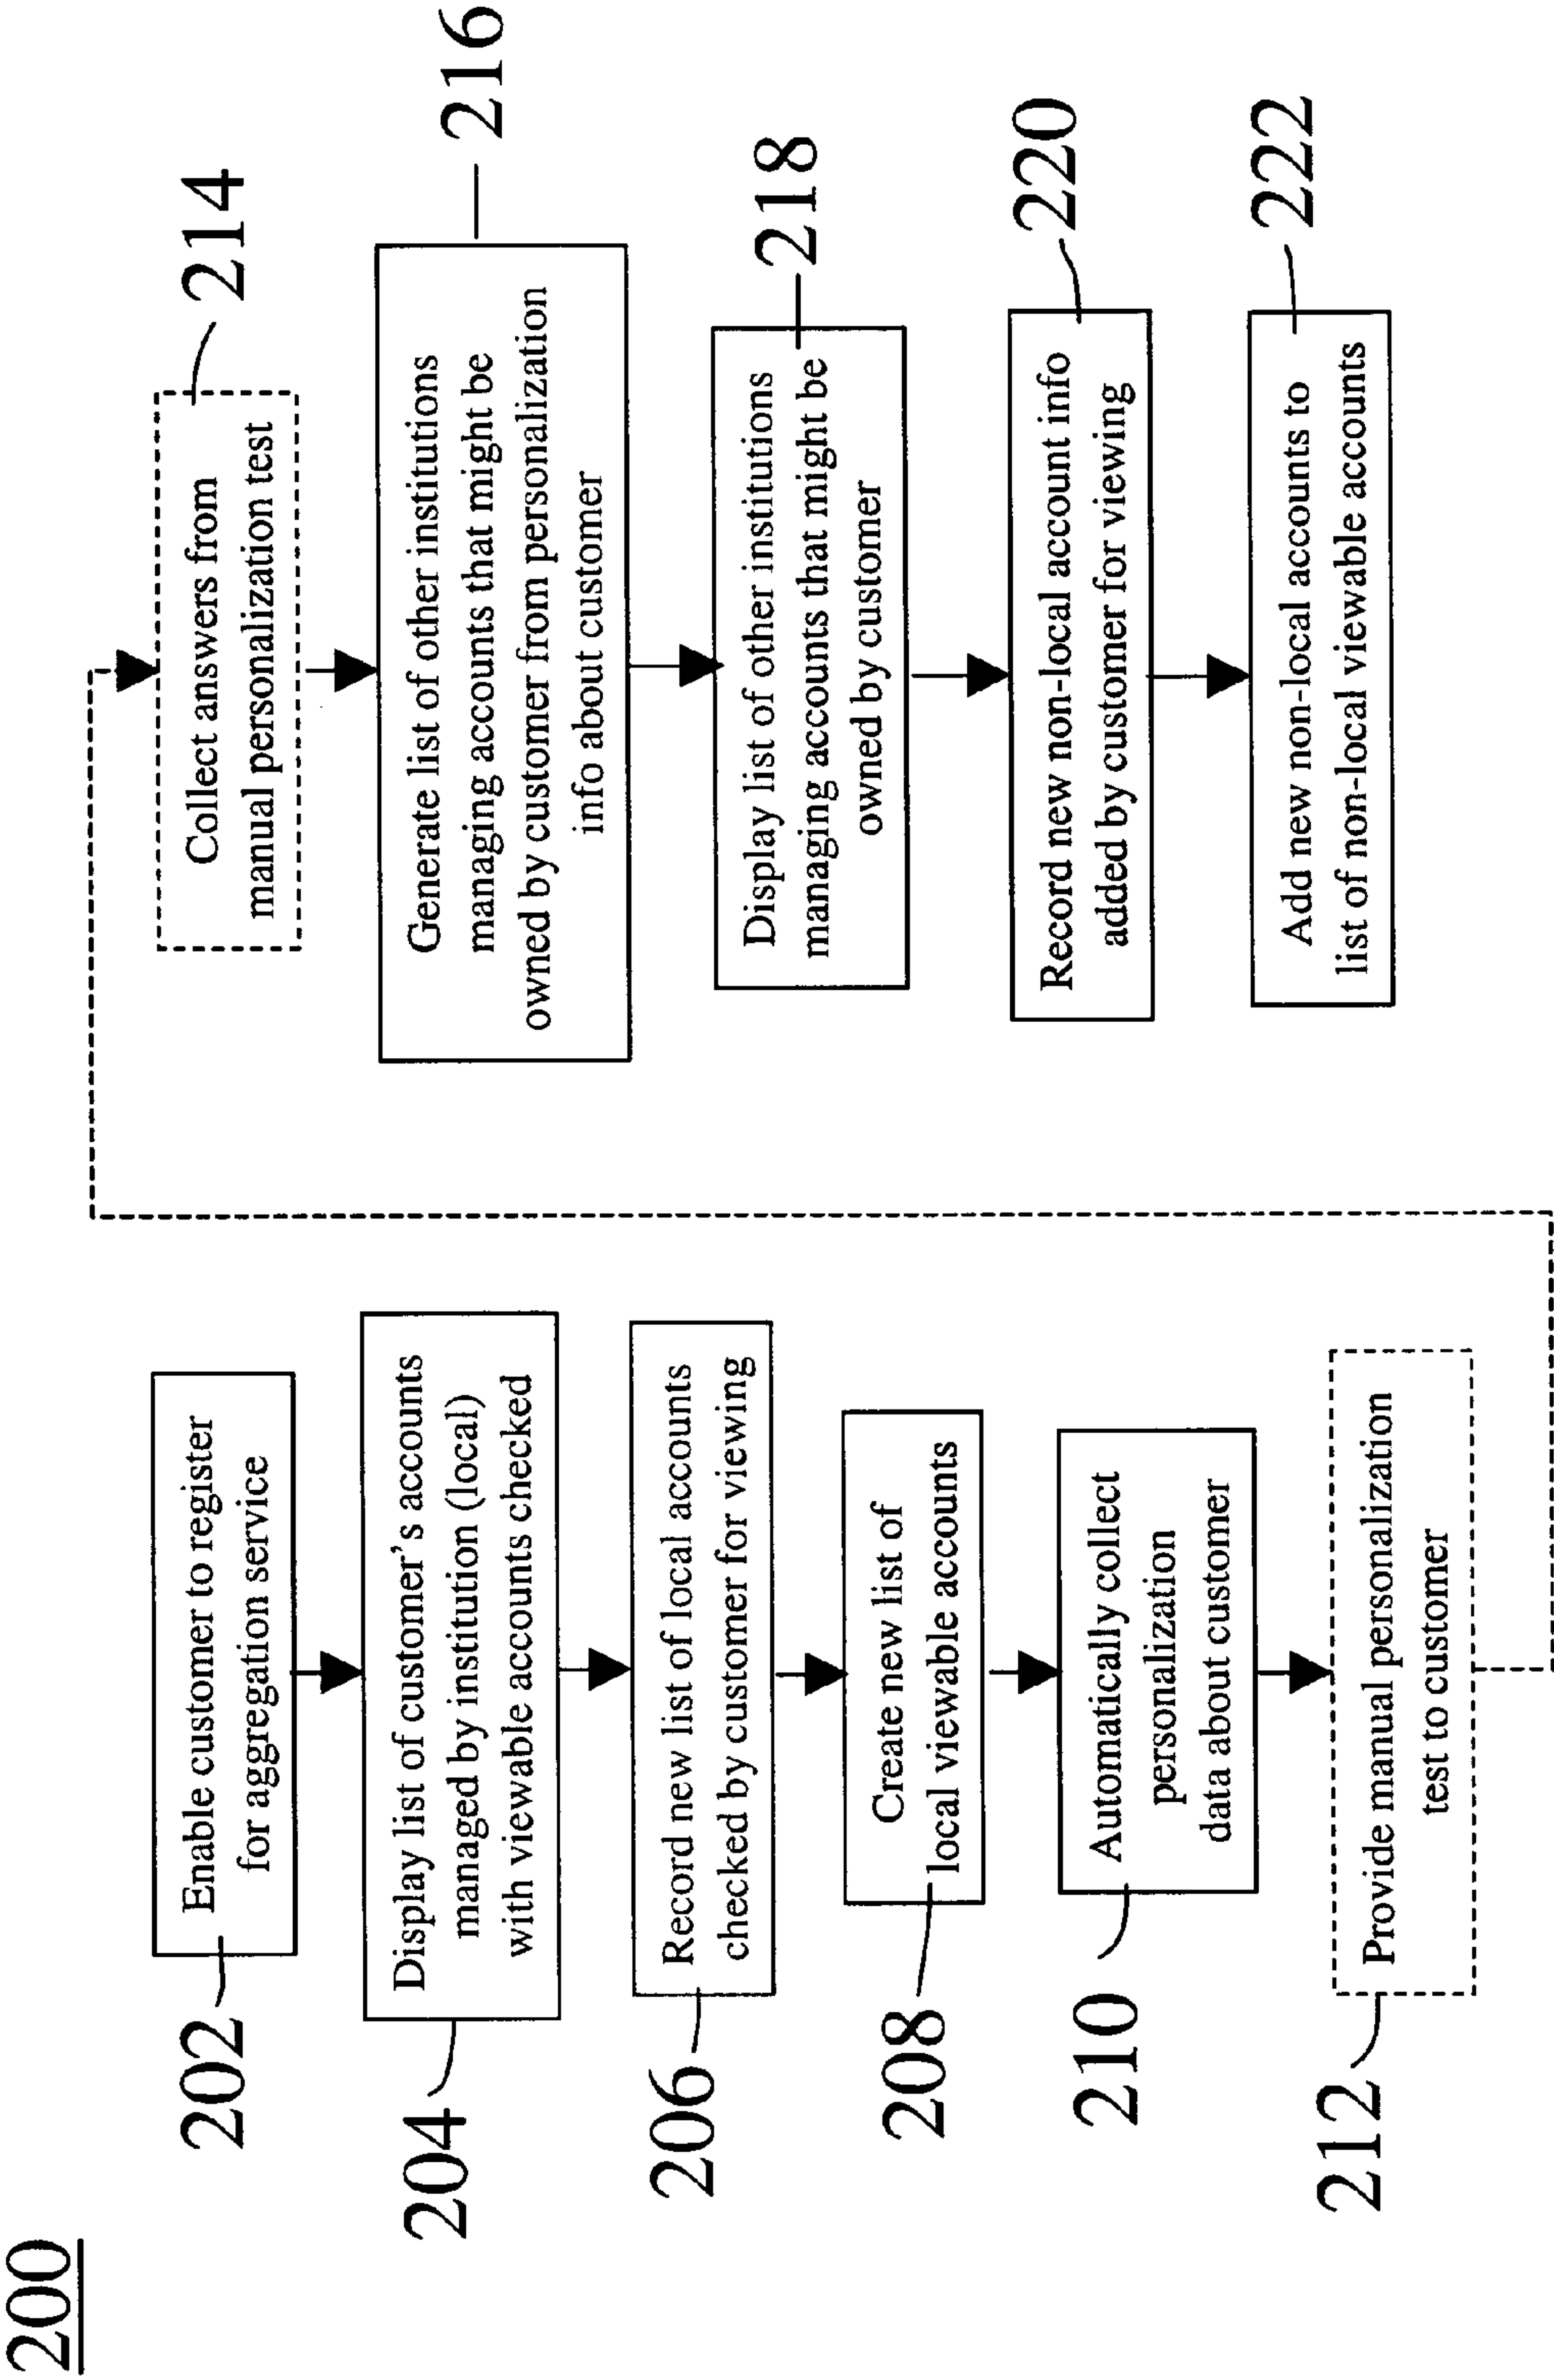 200
202
Enable customer to register
for aggregation service
204
Display list of customer's accounts
managed by institution (local)
with viewable accounts checked
206
Record new list of local accounts
checked by customer for viewing
208
Create new list of
local viewable accounts
210
Automatically collect
personalization
data about customer
212
Provide manual personalization
test to customer
214
Collect answers from
manual personalization test
216
Generate list of other institutions
managing accounts that might be
owned by customer from personalization
info about customer
218
Display list of other institutions
managing accounts that might be
owned by customer
220
Record new non-local account info
added by customer for viewing
222
Add new non-local accounts to
list of non-local viewable accounts